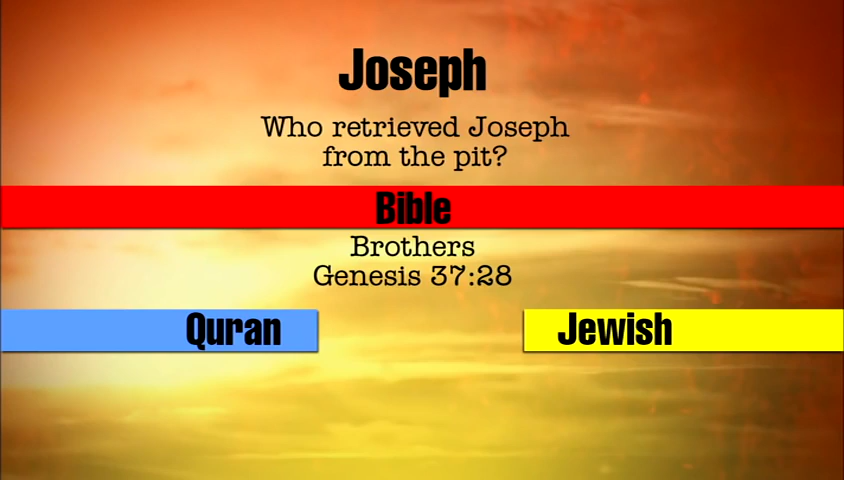 Joseph
Who retrieved Joseph
from the pit?
Bible
Brothers
Genesis 37:28
Quran
Jewish